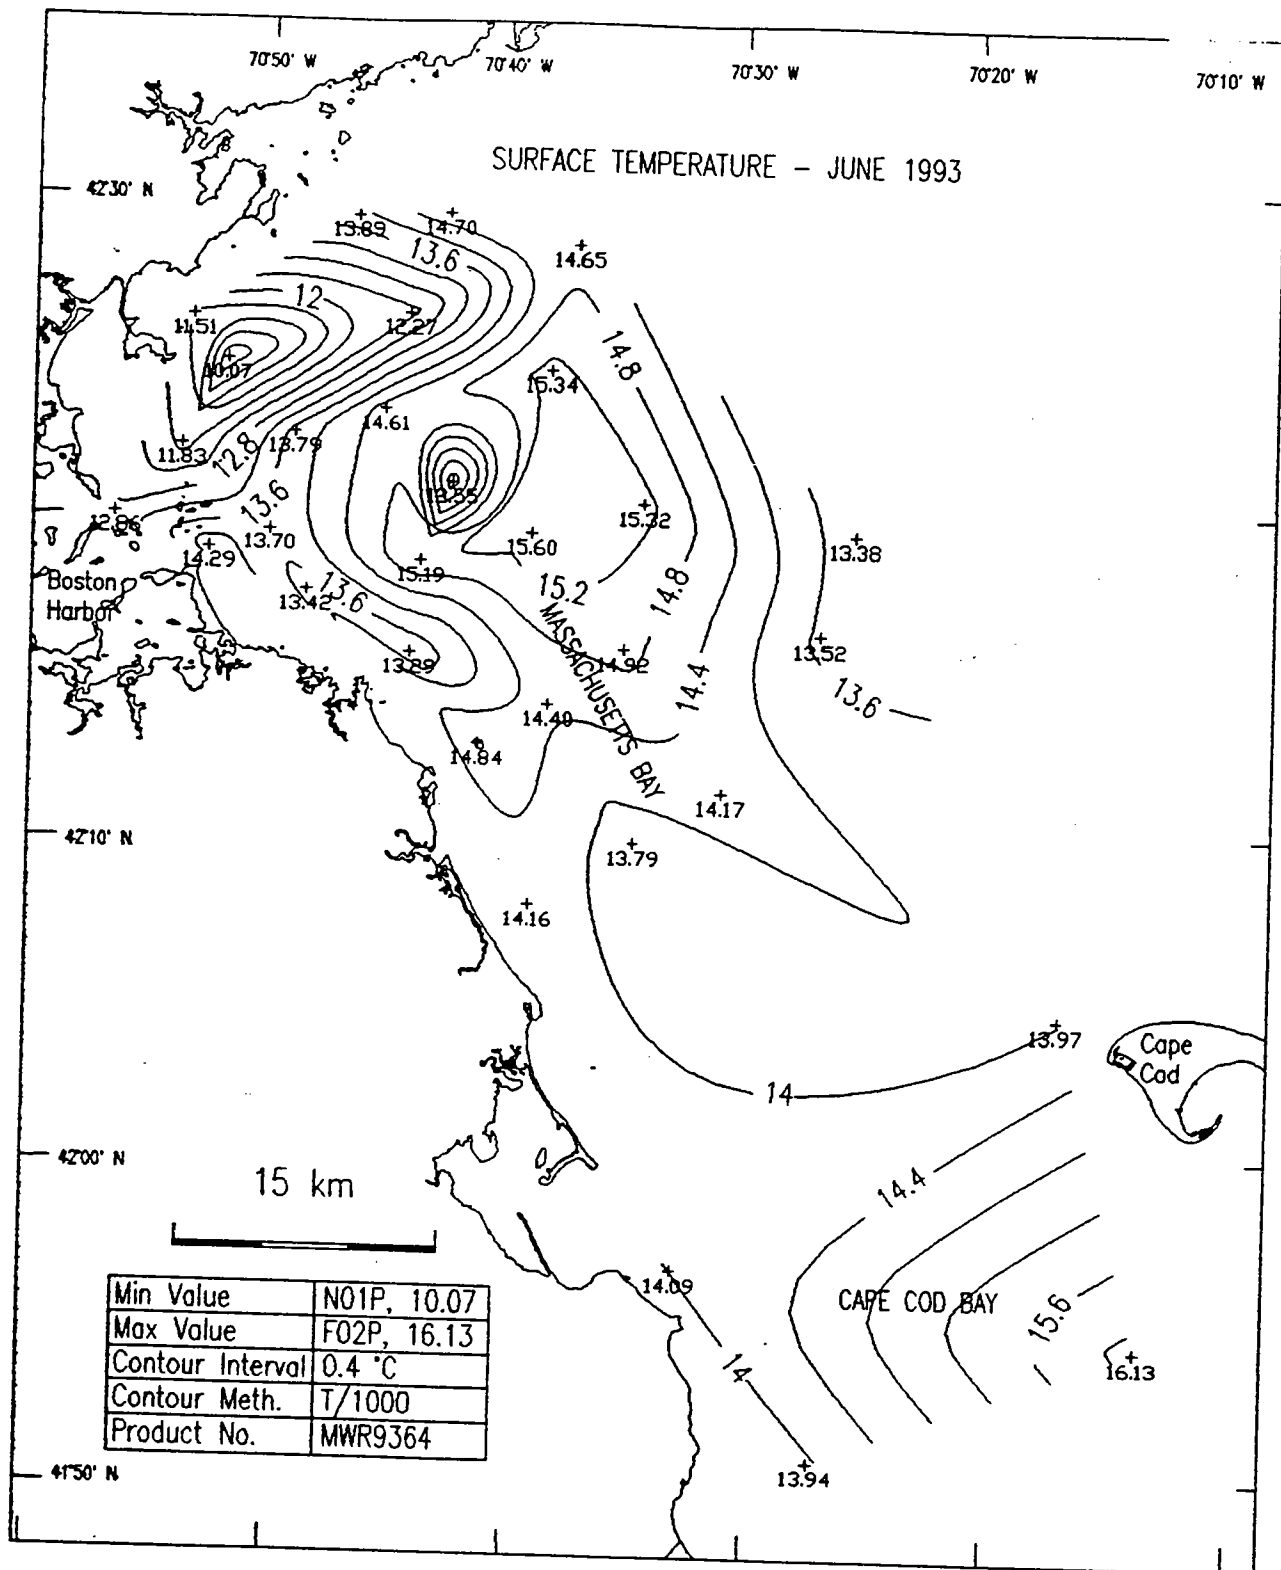 70°50' W
70°40' W
70°30' W
70°20' W
70°10' W
SURFACE TEMPERATURE - JUNE 1993
42°30' N
13.89
14.70
13.6
14.65
12
11.51
12.27
10.07
14.8
15.34
14.61
12.8
13.79
11.83
13.6
12.86
13.70
15.32
15.60
13.38
14.29
15.19
15.2
14.8
Boston
Harbor
13.42
13.6
MASSACHUSETTS BAY
13.29
14.92
13.52
14.4
13.6
14.40
14.84
14.17
42°10' N
13.79
14.16
13.97
Cape
Cod
14
42°00' N
14.4
15 km
14.09
CAPE COD BAY
15.6
Min Value N01P, 10.07
Max Value F02P, 16.13
Contour Interval 0.4 °C
Contour Meth. T/1000
Product No. MWR9364
14
16.13
41°50' N
13.94